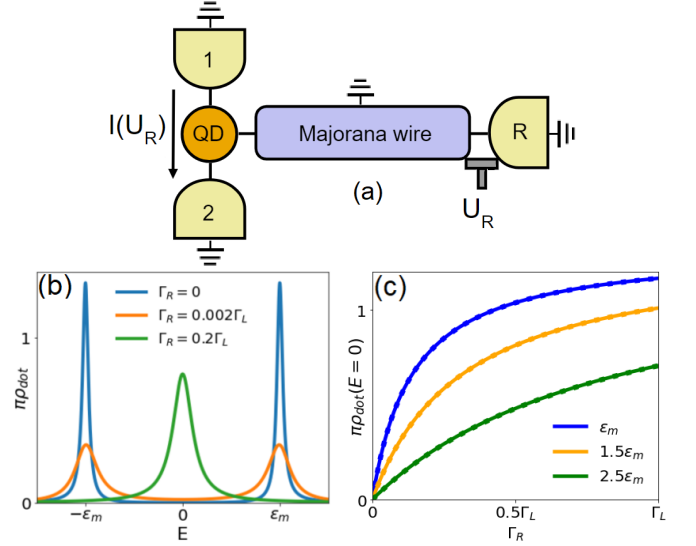 1
I(U_R)
QD
Majorana wire
R
2
(a)
U_R
(b)
Γ_R = 0
Γ_R = 0.002Γ_L
Γ_R = 0.2Γ_L
πρ_dot
1
0
−ε_m
0
ε_m
E
(c)
πρ_dot(E = 0)
1
0
ε_m
1.5ε_m
2.5ε_m
0
0.5Γ_L
Γ_L
Γ_R